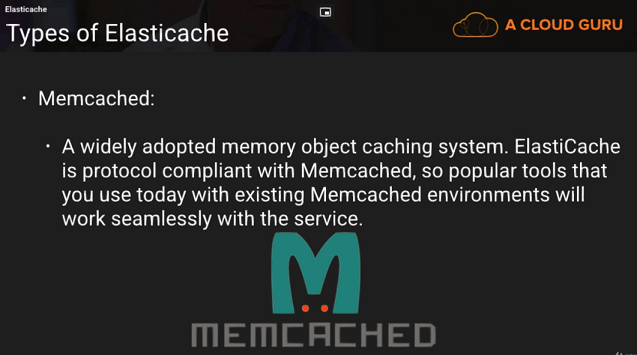 Elasticache
Types of Elasticache
A CLOUD GURU
• Memcached:
• A widely adopted memory object caching system. ElastiCache
is protocol compliant with Memcached, so popular tools that
you use today with existing Memcached environments will
work seamlessly with the service.
MEMCACHED